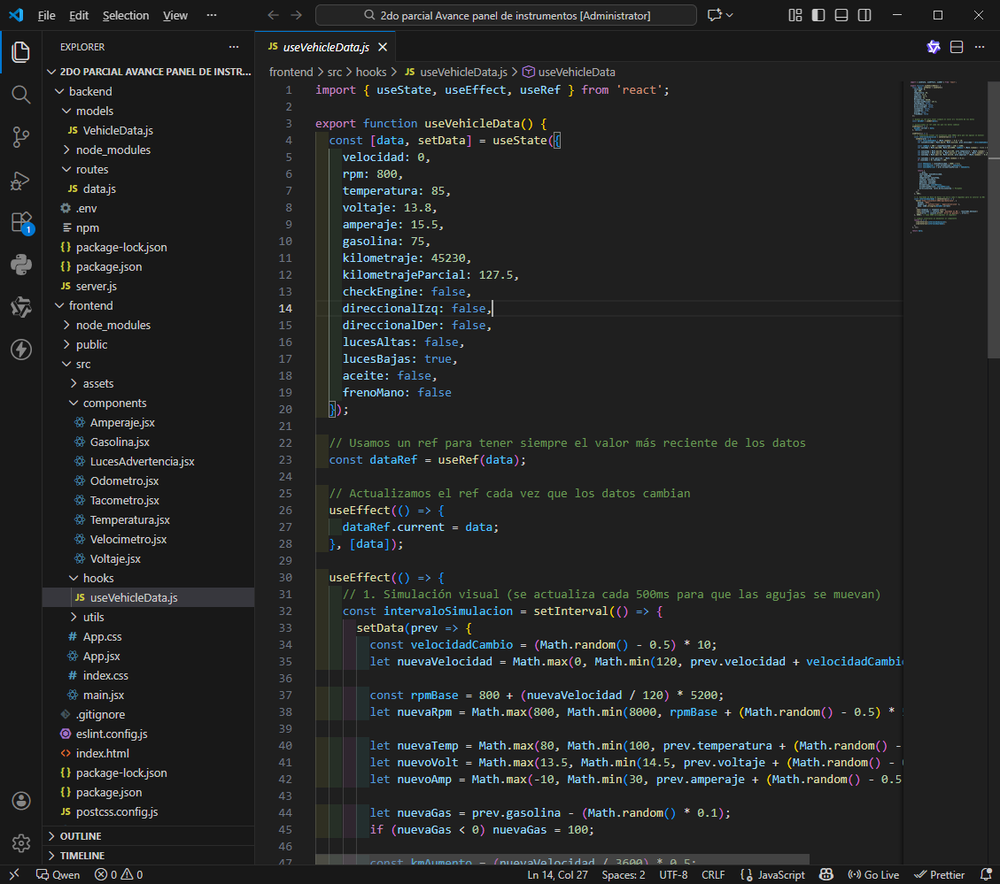 File Edit Selection View ··· 2do parcial Avance panel de instrumentos [Administrator]
EXPLORER ···
2DO PARCIAL AVANCE PANEL DE INSTR...
backend
models
JS VehicleData.js
node_modules
routes
JS data.js
.env
npm
{} package-lock.json
{} package.json
JS server.js
frontend
node_modules
public
src
assets
components
Amperaje.jsx
Gasolina.jsx
LucesAdvertencia.jsx
Odometro.jsx
Tacometro.jsx
Temperatura.jsx
Velocimetro.jsx
Voltaje.jsx
hooks
JS useVehicleData.js
utils
# App.css
App.jsx
# index.css
main.jsx
.gitignore
eslint.config.js
<> index.html
{} package-lock.json
{} package.json
JS postcss.config.js
OUTLINE
TIMELINE
1
JS useVehicleData.js
frontend > src > hooks > JS useVehicleData.js > useVehicleData
1 import { useState, useEffect, useRef } from 'react';
2
3 export function useVehicleData() {
4 const [data, setData] = useState({
5 velocidad: 0,
6 rpm: 800,
7 temperatura: 85,
8 voltaje: 13.8,
9 amperaje: 15.5,
10 gasolina: 75,
11 kilometraje: 45230,
12 kilometrajeParcial: 127.5,
13 checkEngine: false,
14 direccionalIzq: false,
15 direccionalDer: false,
16 lucesAltas: false,
17 lucesBajas: true,
18 aceite: false,
19 frenoMano: false
20 });
21
22 // Usamos un ref para tener siempre el valor más reciente de los datos
23 const dataRef = useRef(data);
24
25 // Actualizamos el ref cada vez que los datos cambian
26 useEffect(() => {
27 dataRef.current = data;
28 }, [data]);
29
30 useEffect(() => {
31 // 1. Simulación visual (se actualiza cada 500ms para que las agujas se muevan)
32 const intervaloSimulacion = setInterval(() => {
33 setData(prev => {
34 const velocidadCambio = (Math.random() - 0.5) * 10;
35 let nuevaVelocidad = Math.max(0, Math.min(120, prev.velocidad + velocidadCambio
36
37 const rpmBase = 800 + (nuevaVelocidad / 120) * 5200;
38 let nuevaRpm = Math.max(800, Math.min(8000, rpmBase + (Math.random() - 0.5) *
39
40 let nuevaTemp = Math.max(80, Math.min(100, prev.temperatura + (Math.random() -
41 let nuevoVolt = Math.max(13.5, Math.min(14.5, prev.voltaje + (Math.random() -
42 let nuevoAmp = Math.max(-10, Math.min(30, prev.amperaje + (Math.random() - 0.5
43
44 let nuevaGas = prev.gasolina - (Math.random() * 0.1);
45 if (nuevaGas < 0) nuevaGas = 100;
46
47 const kmAumento = (nuevaVelocidad / 3600) * 0.5;
Qwen 0 0 Ln 14, Col 27 Spaces: 2 UTF-8 CRLF {} JavaScript Go Live Prettier